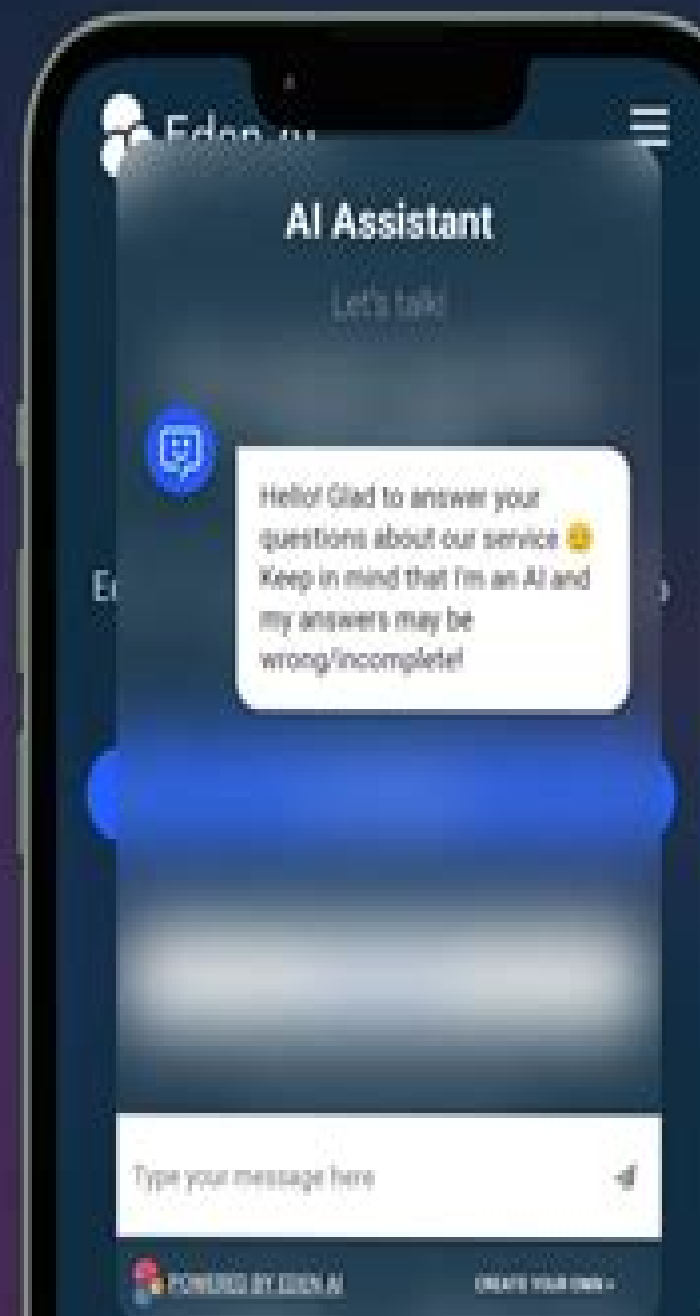 Eden
AI Assistant
Let's talk!
Hello! Glad to answer your
questions about our service 🙂
Keep in mind that I'm an AI and
my answers may be
wrong/incomplete!
Type your message here
POWERED BY EDEN AI
CREATE YOUR OWN